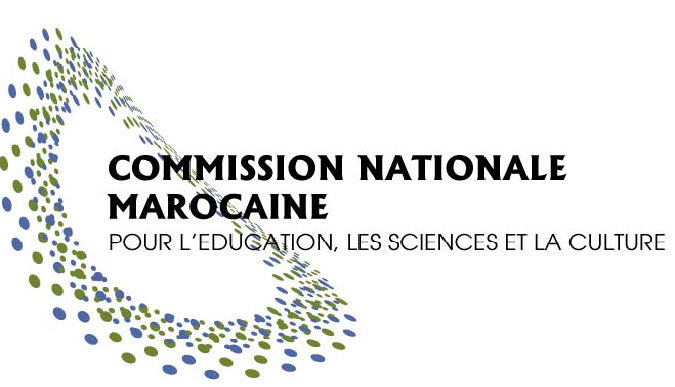 COMMISSION NATIONALE
MAROCAINE
POUR L'EDUCATION, LES SCIENCES ET LA CULTURE